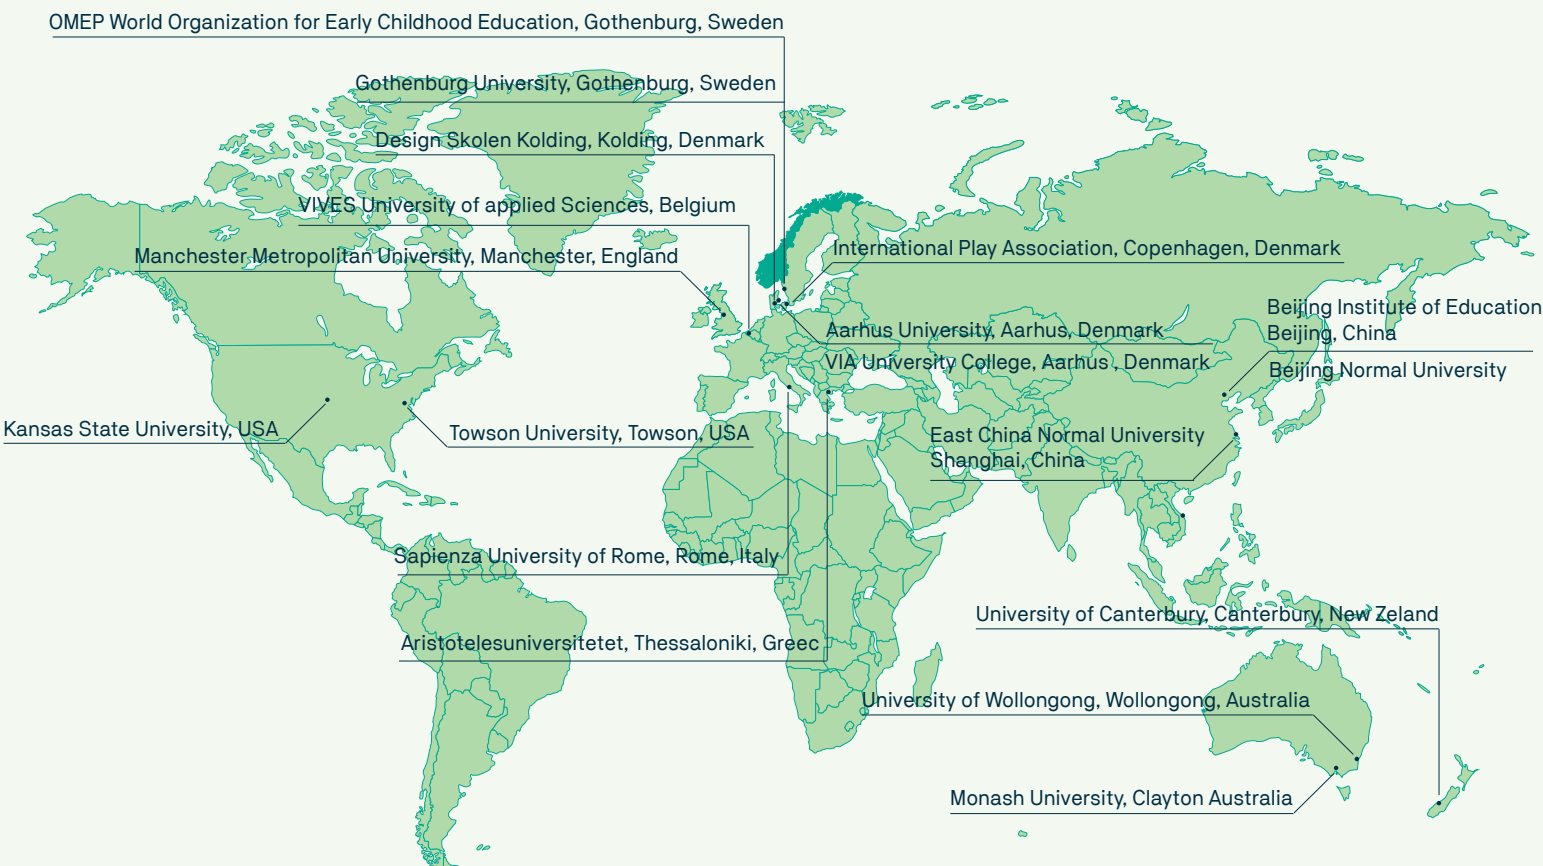 OMEP World Organization for Early Childhood Education, Gothenburg, Sweden
Gothenburg University, Gothenburg, Sweden
Design Skolen Kolding, Kolding, Denmark
VIVES University of applied Sciences, Belgium
Manchester Metropolitan University, Manchester, England
International Play Association, Copenhagen, Denmark
Beijing Institute of Education
Beijing, China
Aarhus University, Aarhus, Denmark
VIA University College, Aarhus , Denmark
Beijing Normal University
Kansas State University, USA
Towson University, Towson, USA
East China Normal University
Shanghai, China
Sapienza University of Rome, Rome, Italy
University of Canterbury, Canterbury, New Zeland
Aristotelesuniversitetet, Thessaloniki, Greec
University of Wollongong, Wollongong, Australia
Monash University, Clayton Australia